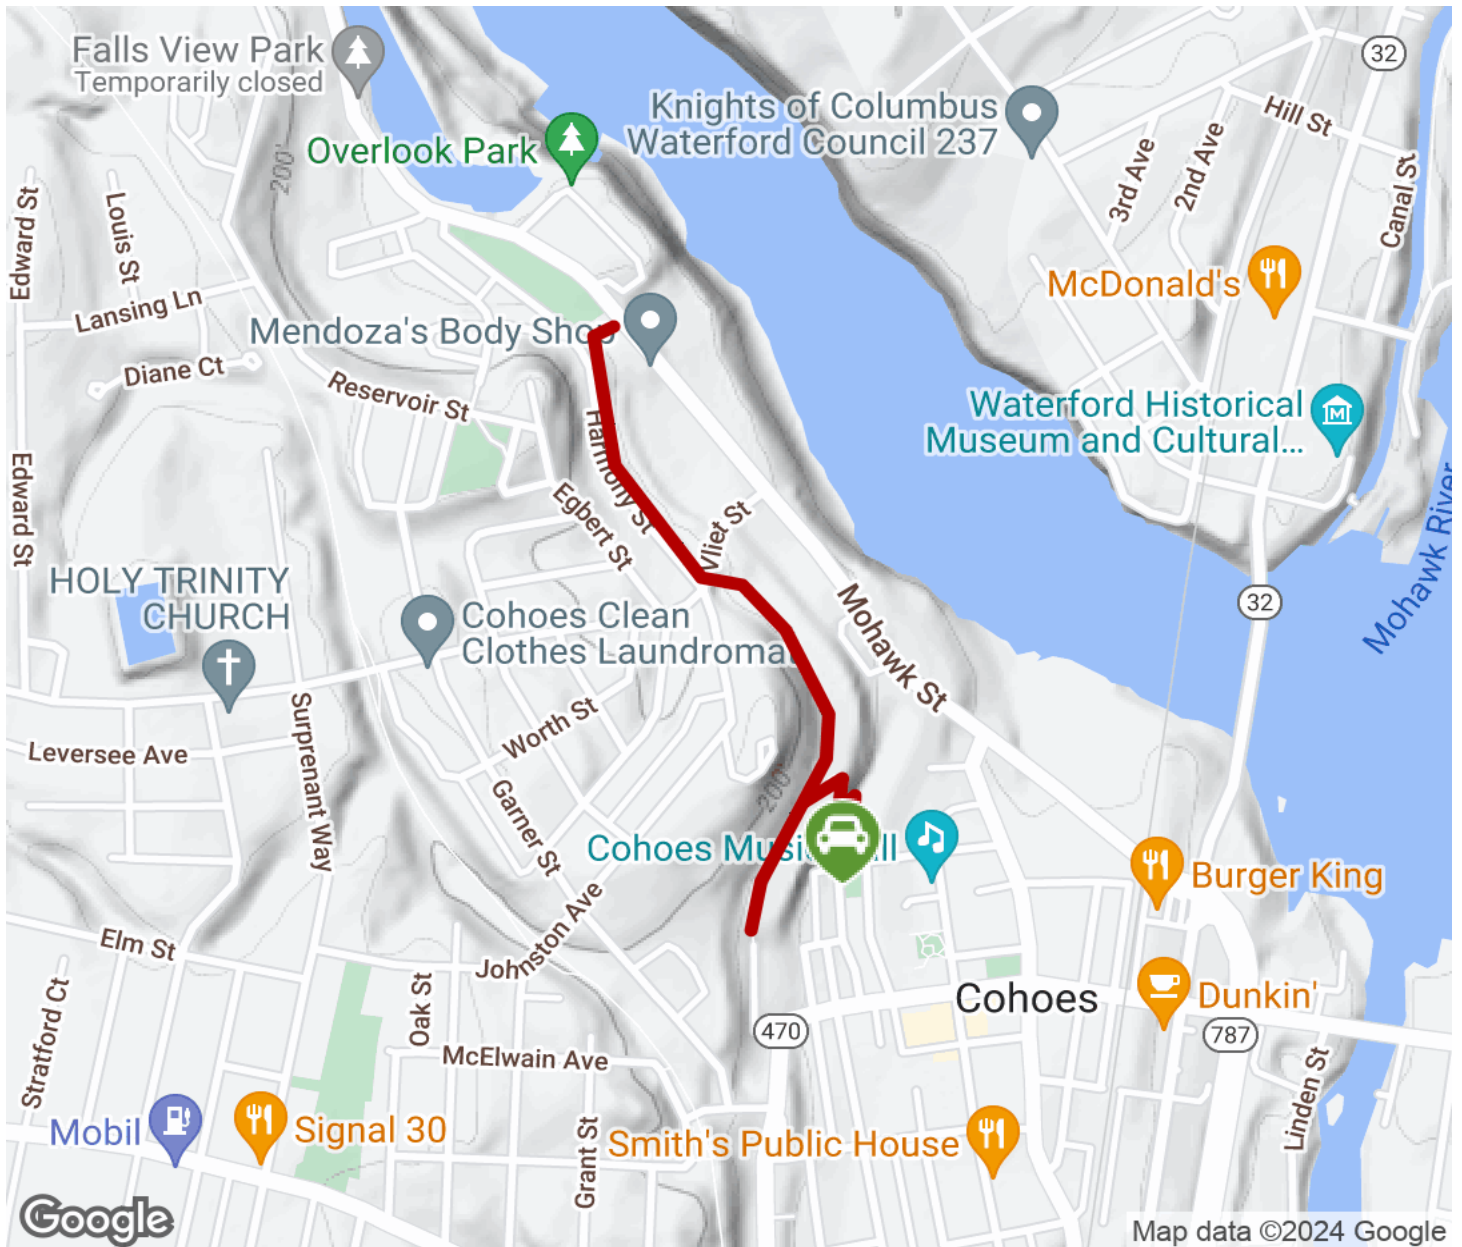 Falls View Park
Temporarily closed
Overlook Park
Knights of Columbus
Waterford Council 237
32
Hill St
3rd Ave
2nd Ave
Canal St
200'
Edward St
Louis St
Lansing Ln
Diane Ct
McDonald's
Mendoza's Body Shop
Reservoir St
Waterford Historical
Museum and Cultural...
Harmony St
Edward St
Egbert St
Vliet St
Mohawk River
HOLY TRINITY
CHURCH
Cohoes Clean
Clothes Laundromat
Mohawk St
32
Worth St
Leversee Ave
Surprenant Way
Garner St
200'
Cohoes Music Hall
Burger King
Elm St
Johnston Ave
Oak St
Stratford Ct
Cohoes
Dunkin'
470
787
McElwain Ave
Linden St
Mobil
Signal 30
Grant St
Smith's Public House
Google
Map data ©2024 Google